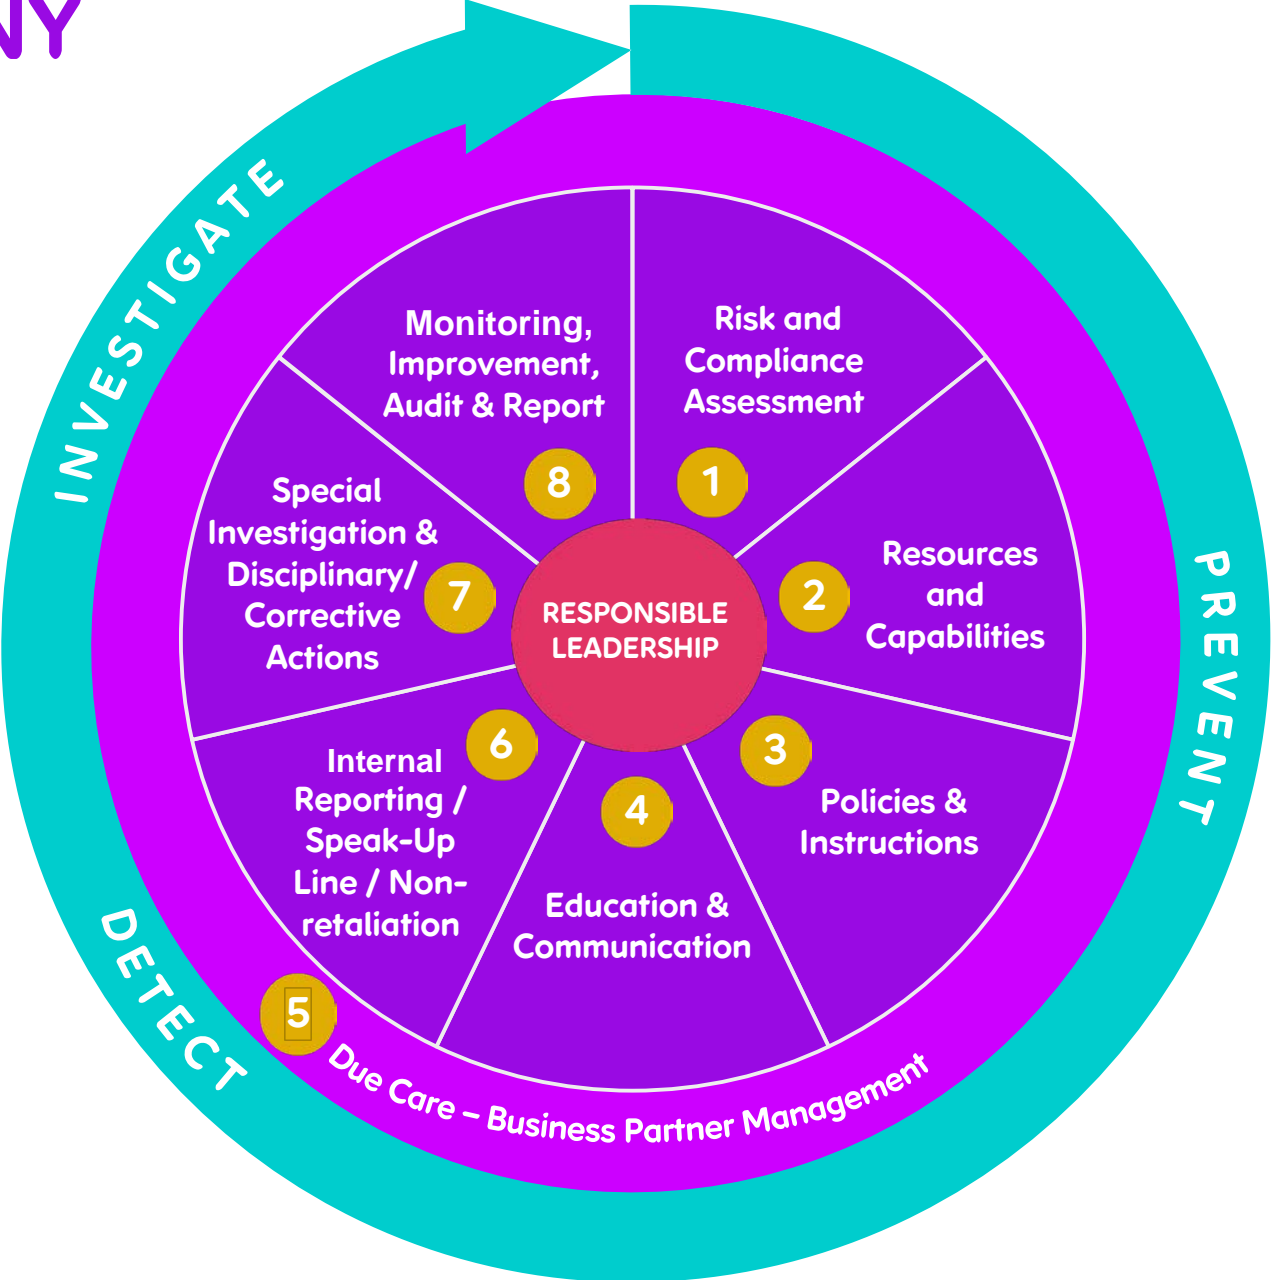 NY
INVESTIGATE
PREVENT
DETECT
Risk and
Compliance
Assessment
1
Resources
and
Capabilities
2
Policies &
Instructions
3
Education &
Communication
4
5
Due Care – Business Partner Management
Internal
Reporting /
Speak-Up
Line / Non-
retaliation
6
Special
Investigation &
Disciplinary/
Corrective
Actions
7
Monitoring,
Improvement,
Audit & Report
8
RESPONSIBLE
LEADERSHIP